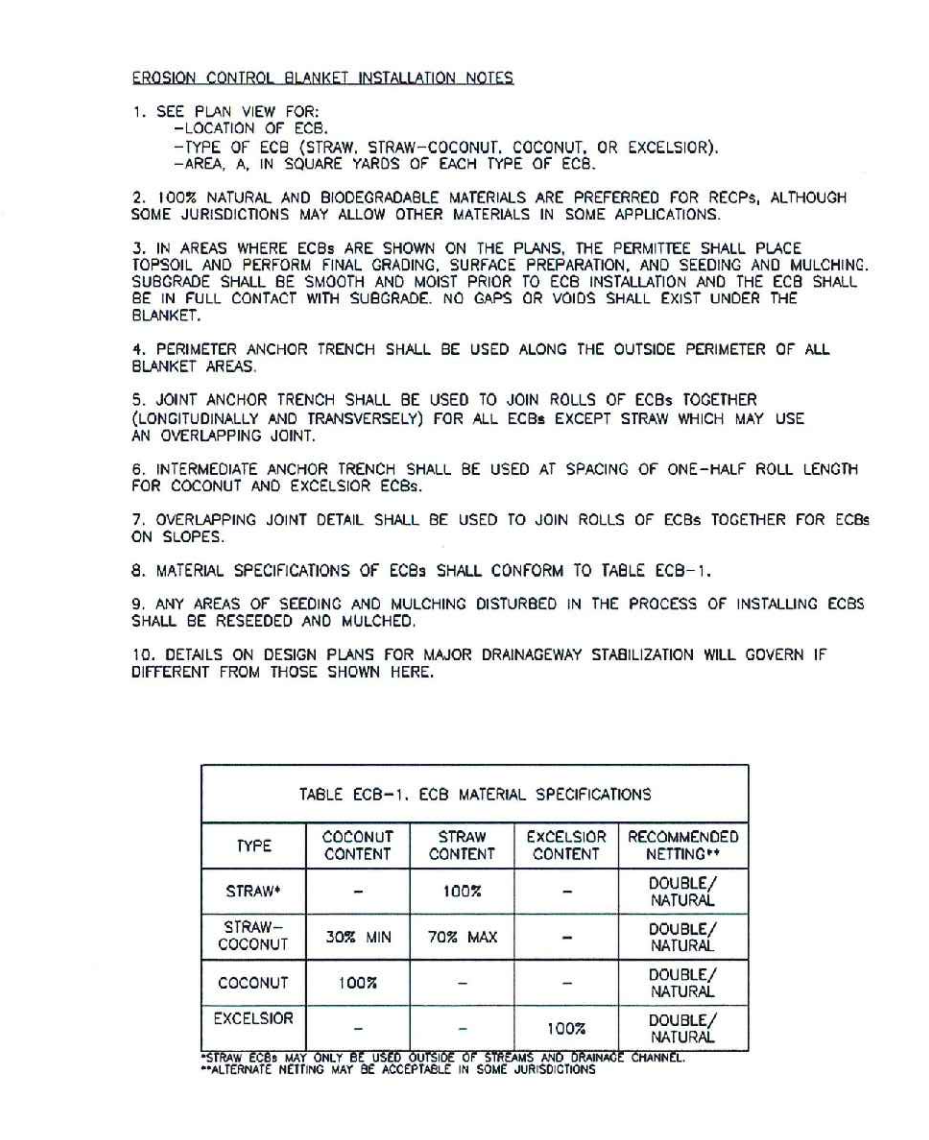 EROSION CONTROL BLANKET INSTALLATION NOTES
1. SEE PLAN VIEW FOR:
-LOCATION OF ECB.
-TYPE OF ECB (STRAW, STRAW-COCONUT, COCONUT, OR EXCELSIOR).
-AREA, A, IN SQUARE YARDS OF EACH TYPE OF ECB.
2. 100% NATURAL AND BIODEGRADABLE MATERIALS ARE PREFERRED FOR RECPs, ALTHOUGH
SOME JURISDICTIONS MAY ALLOW OTHER MATERIALS IN SOME APPLICATIONS.
3. IN AREAS WHERE ECBs ARE SHOWN ON THE PLANS, THE PERMITTEE SHALL PLACE
TOPSOIL AND PERFORM FINAL GRADING, SURFACE PREPARATION, AND SEEDING AND MULCHING.
SUBGRADE SHALL BE SMOOTH AND MOIST PRIOR TO ECB INSTALLATION AND THE ECB SHALL
BE IN FULL CONTACT WITH SUBGRADE. NO GAPS OR VOIDS SHALL EXIST UNDER THE
BLANKET.
4. PERIMETER ANCHOR TRENCH SHALL BE USED ALONG THE OUTSIDE PERIMETER OF ALL
BLANKET AREAS.
5. JOINT ANCHOR TRENCH SHALL BE USED TO JOIN ROLLS OF ECBs TOGETHER
(LONGITUDINALLY AND TRANSVERSELY) FOR ALL ECBs EXCEPT STRAW WHICH MAY USE
AN OVERLAPPING JOINT.
6. INTERMEDIATE ANCHOR TRENCH SHALL BE USED AT SPACING OF ONE-HALF ROLL LENGTH
FOR COCONUT AND EXCELSIOR ECBs.
7. OVERLAPPING JOINT DETAIL SHALL BE USED TO JOIN ROLLS OF ECBs TOGETHER FOR ECBs
ON SLOPES.
8. MATERIAL SPECIFICATIONS OF ECBs SHALL CONFORM TO TABLE ECB-1.
9. ANY AREAS OF SEEDING AND MULCHING DISTURBED IN THE PROCESS OF INSTALLING ECBS
SHALL BE RESEEDED AND MULCHED.
10. DETAILS ON DESIGN PLANS FOR MAJOR DRAINAGEWAY STABILIZATION WILL GOVERN IF
DIFFERENT FROM THOSE SHOWN HERE.
TABLE ECB-1. ECB MATERIAL SPECIFICATIONS
TYPE COCONUT CONTENT STRAW CONTENT EXCELSIOR CONTENT RECOMMENDED NETTING**
STRAW* - 100% - DOUBLE/ NATURAL
STRAW- COCONUT 30% MIN 70% MAX - DOUBLE/ NATURAL
COCONUT 100% - - DOUBLE/ NATURAL
EXCELSIOR - - 100% DOUBLE/ NATURAL
*STRAW ECBs MAY ONLY BE USED OUTSIDE OF STREAMS AND DRAINAGE CHANNEL.
**ALTERNATE NETTING MAY BE ACCEPTABLE IN SOME JURISDICTIONS